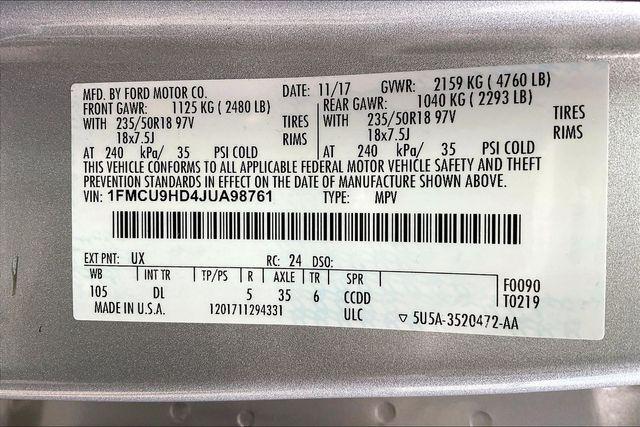 MFD. BY FORD MOTOR CO. DATE: 11/17 GVWR: 2159 KG ( 4760 LB)
FRONT GAWR: 1125 KG ( 2480 LB) REAR GAWR: 1040 KG ( 2293 LB)
WITH 235/50R18 97V TIRES WITH 235/50R18 97V TIRES
18x7.5J RIMS 18x7.5J RIMS
AT 240 kPa/ 35 PSI COLD AT 240 kPa/ 35 PSI COLD
THIS VEHICLE CONFORMS TO ALL APPLICABLE FEDERAL MOTOR VEHICLE SAFETY AND THEFT
PREVENTION STANDARDS IN EFFECT ON THE DATE OF MANUFACTURE SHOWN ABOVE.
VIN: 1FMCU9HD4JUA98761 TYPE: MPV
EXT PNT: UX RC: 24 DSO:
WB INT TR TP/PS R AXLE TR SPR F0090
105 DL 5 35 6 CCDD T0219
MADE IN U.S.A. 1201711294331 ULC ▽ 5U5A-3520472-AA